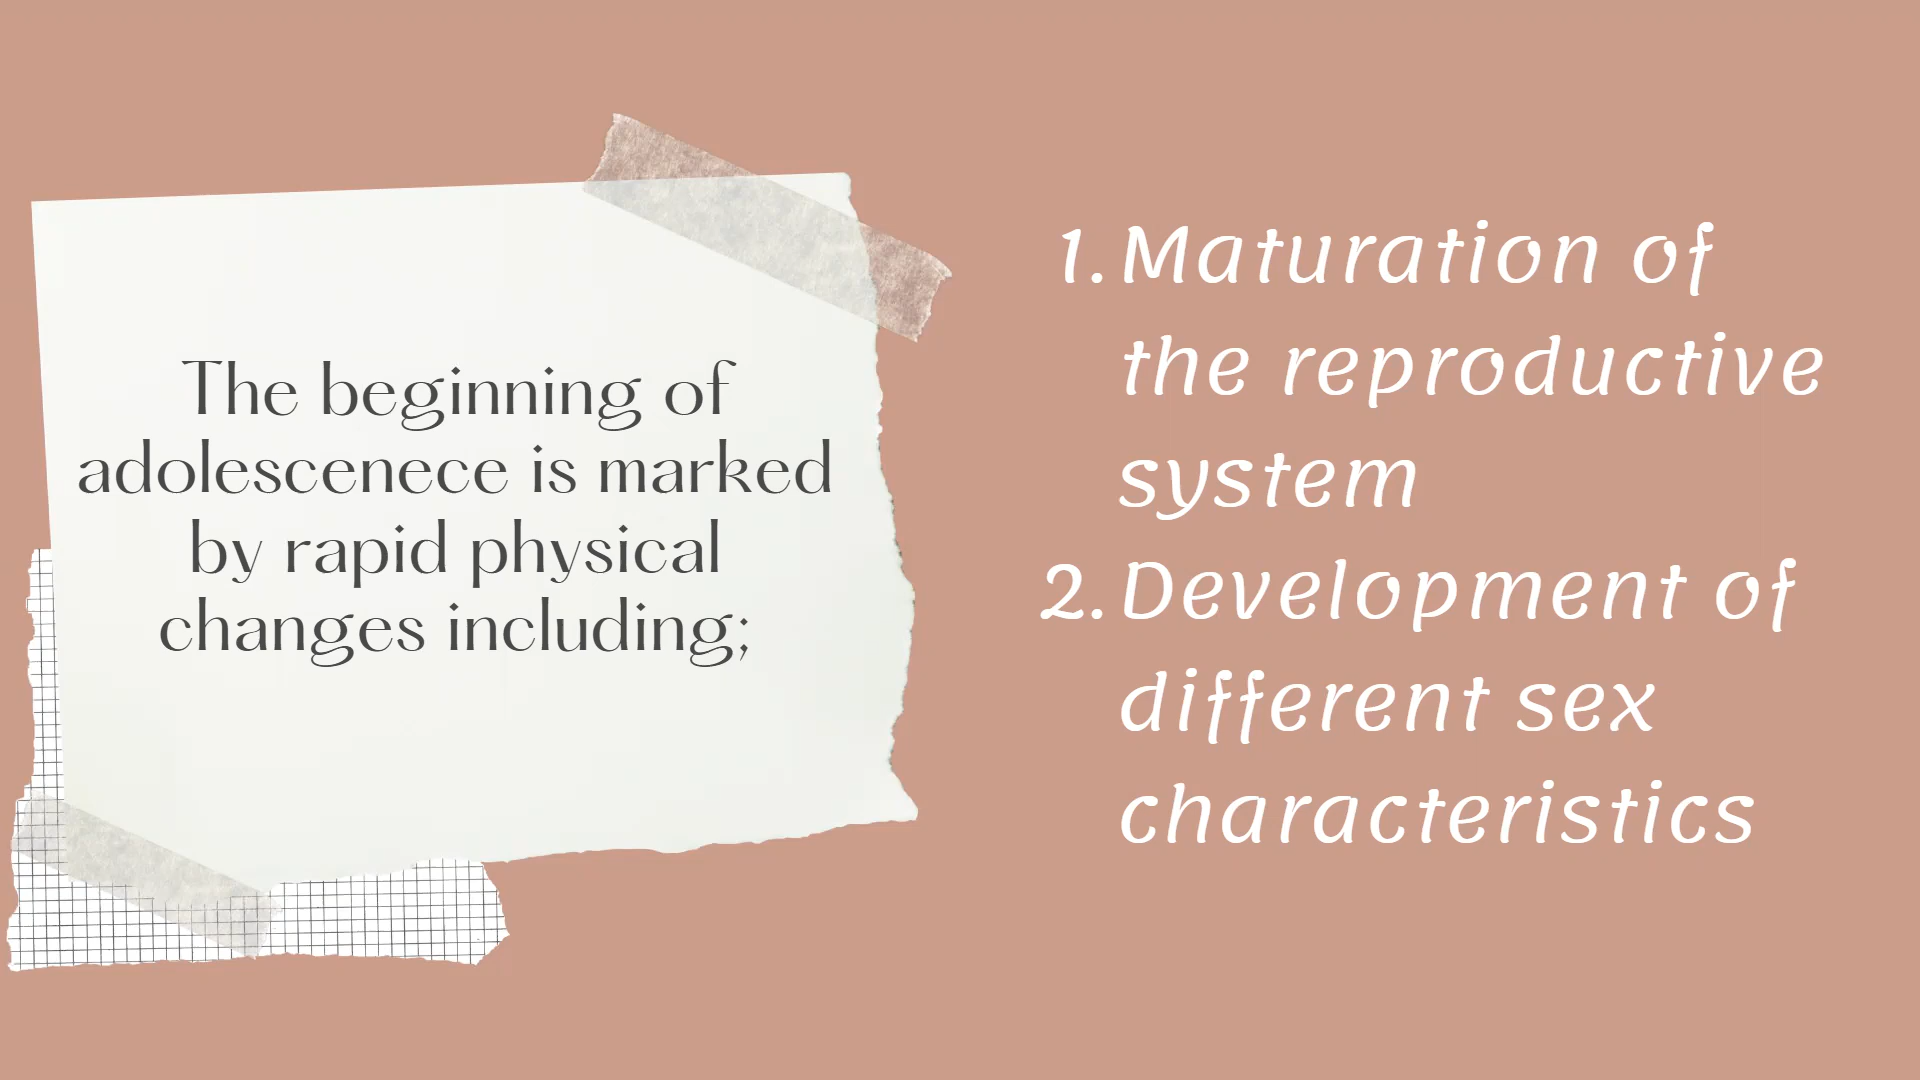 The beginning of
adolescenece is marked
by rapid physical
changes including;
1. Maturation of
the reproductive
system
2. Development of
different sex
characteristics